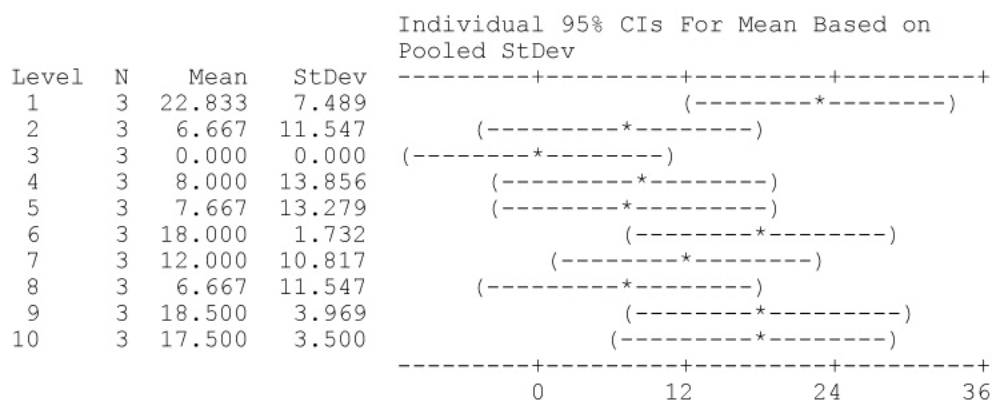 Individual 95% CIs For Mean Based on
Pooled StDev
Level  N     Mean   StDev  ---------+---------+---------+---------+
  1    3   22.833   7.489                     (--------*--------)
  2    3    6.667  11.547       (---------*--------)
  3    3    0.000   0.000  (--------*--------)
  4    3    8.000  13.856        (---------*--------)
  5    3    7.667  13.279        (--------*---------)
  6    3   18.000   1.732                 (--------*--------)
  7    3   12.000  10.817            (--------*--------)
  8    3    6.667  11.547       (---------*--------)
  9    3   18.500   3.969                 (--------*---------)
 10    3   17.500   3.500                (---------*--------)
---------+---------+---------+---------+
0        12        24        36